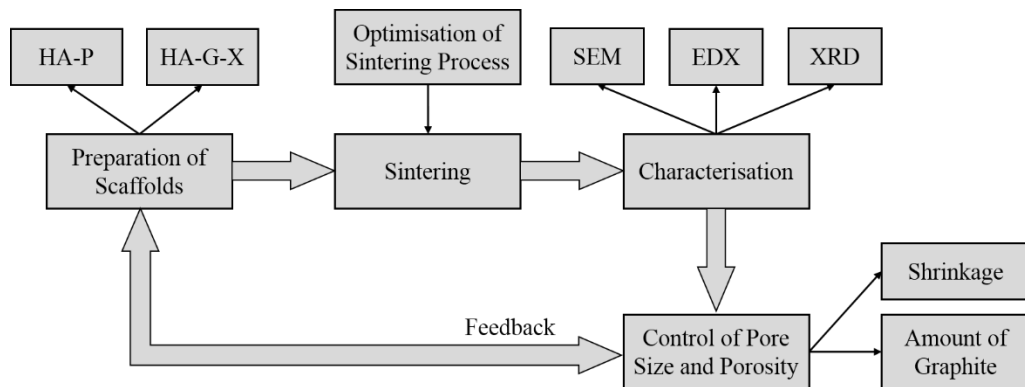 HA-P
HA-G-X
Optimisation of
Sintering Process
SEM
EDX
XRD
Preparation of
Scaffolds
Sintering
Characterisation
Feedback
Control of Pore
Size and Porosity
Shrinkage
Amount of
Graphite